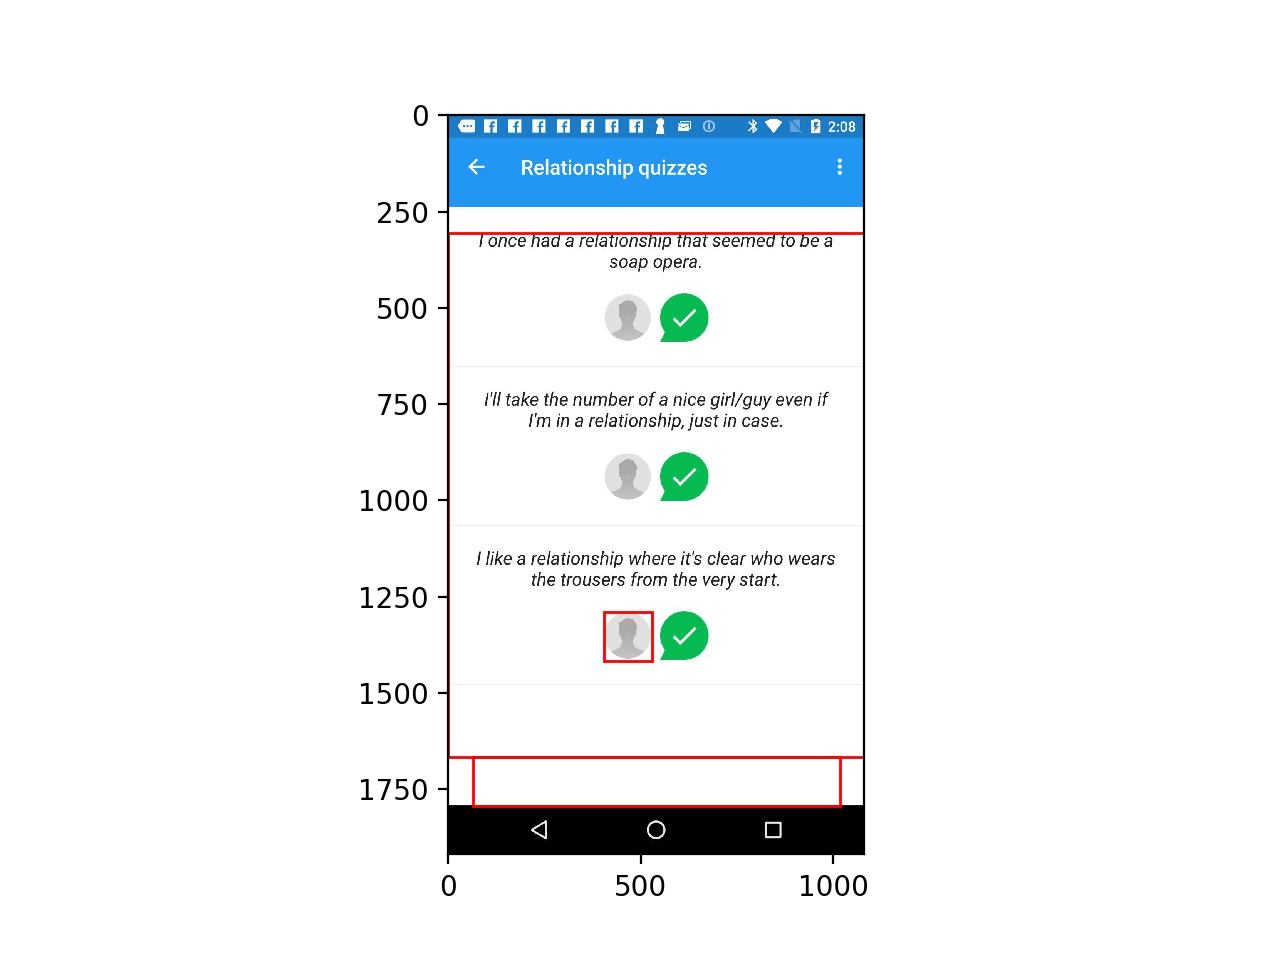 0
2:08
Relationship quizzes
250
I once had a relationship that seemed to be a
soap opera.
500
750
I'll take the number of a nice girl/guy even if
I'm in a relationship, just in case.
1000
I like a relationship where it's clear who wears
the trousers from the very start.
1250
1500
1750
0 500 1000